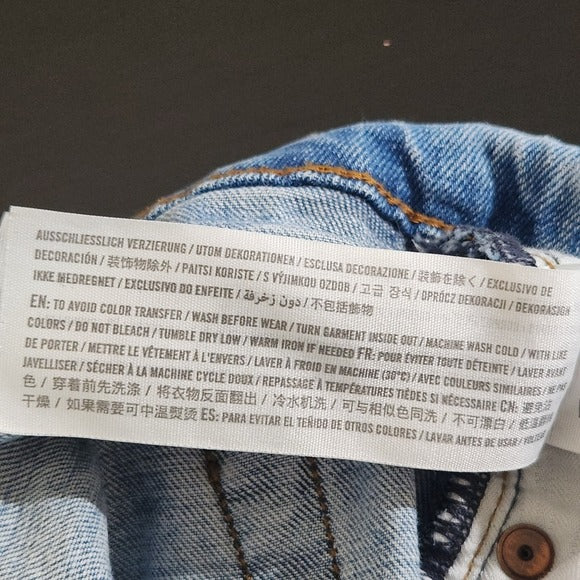 AUSSCHLIESSLICH VERZIERUNG / UTOM DEKORATIONEN / ESCLUSA DECORAZIONE / 装飾を除く / EXCLUSIVO DE
DECORACIÓN / 装饰物除外 / PAITSI KORISTE / S VÝJIMKOU OZDOB / 고급 장식 / OPRÓCZ DEKORACJI / DEKORASJON
IKKE MEDREGNET / EXCLUSIVO DO ENFEITE / دون زخرفة / 不包括飾物
EN: TO AVOID COLOR TRANSFER / WASH BEFORE WEAR / TURN GARMENT INSIDE OUT / MACHINE WASH COLD / WITH LIKE
COLORS / DO NOT BLEACH / TUMBLE DRY LOW / WARM IRON IF NEEDED FR: POUR ÉVITER TOUTE DÉTEINTE / LAVER AVANT
DE PORTER / METTRE LE VÊTEMENT À L'ENVERS / LAVER À FROID EN MACHINE (30°C) / AVEC COULEURS SIMILAIRES / NE PAS
JAVELLISER / SÉCHER À LA MACHINE CYCLE DOUX / REPASSAGE À TEMPÉRATURES TIÈDES SI NÉCESSAIRE CN: 避免染
色 / 穿着前先洗涤 / 将衣物反面翻出 / 冷水机洗 / 可与相似色同洗 / 不可漂白 / 低温翻
干燥 / 如果需要可中温熨烫 ES: PARA EVITAR EL TEÑIDO DE OTROS COLORES / LAVAR ANTES DE USAR /